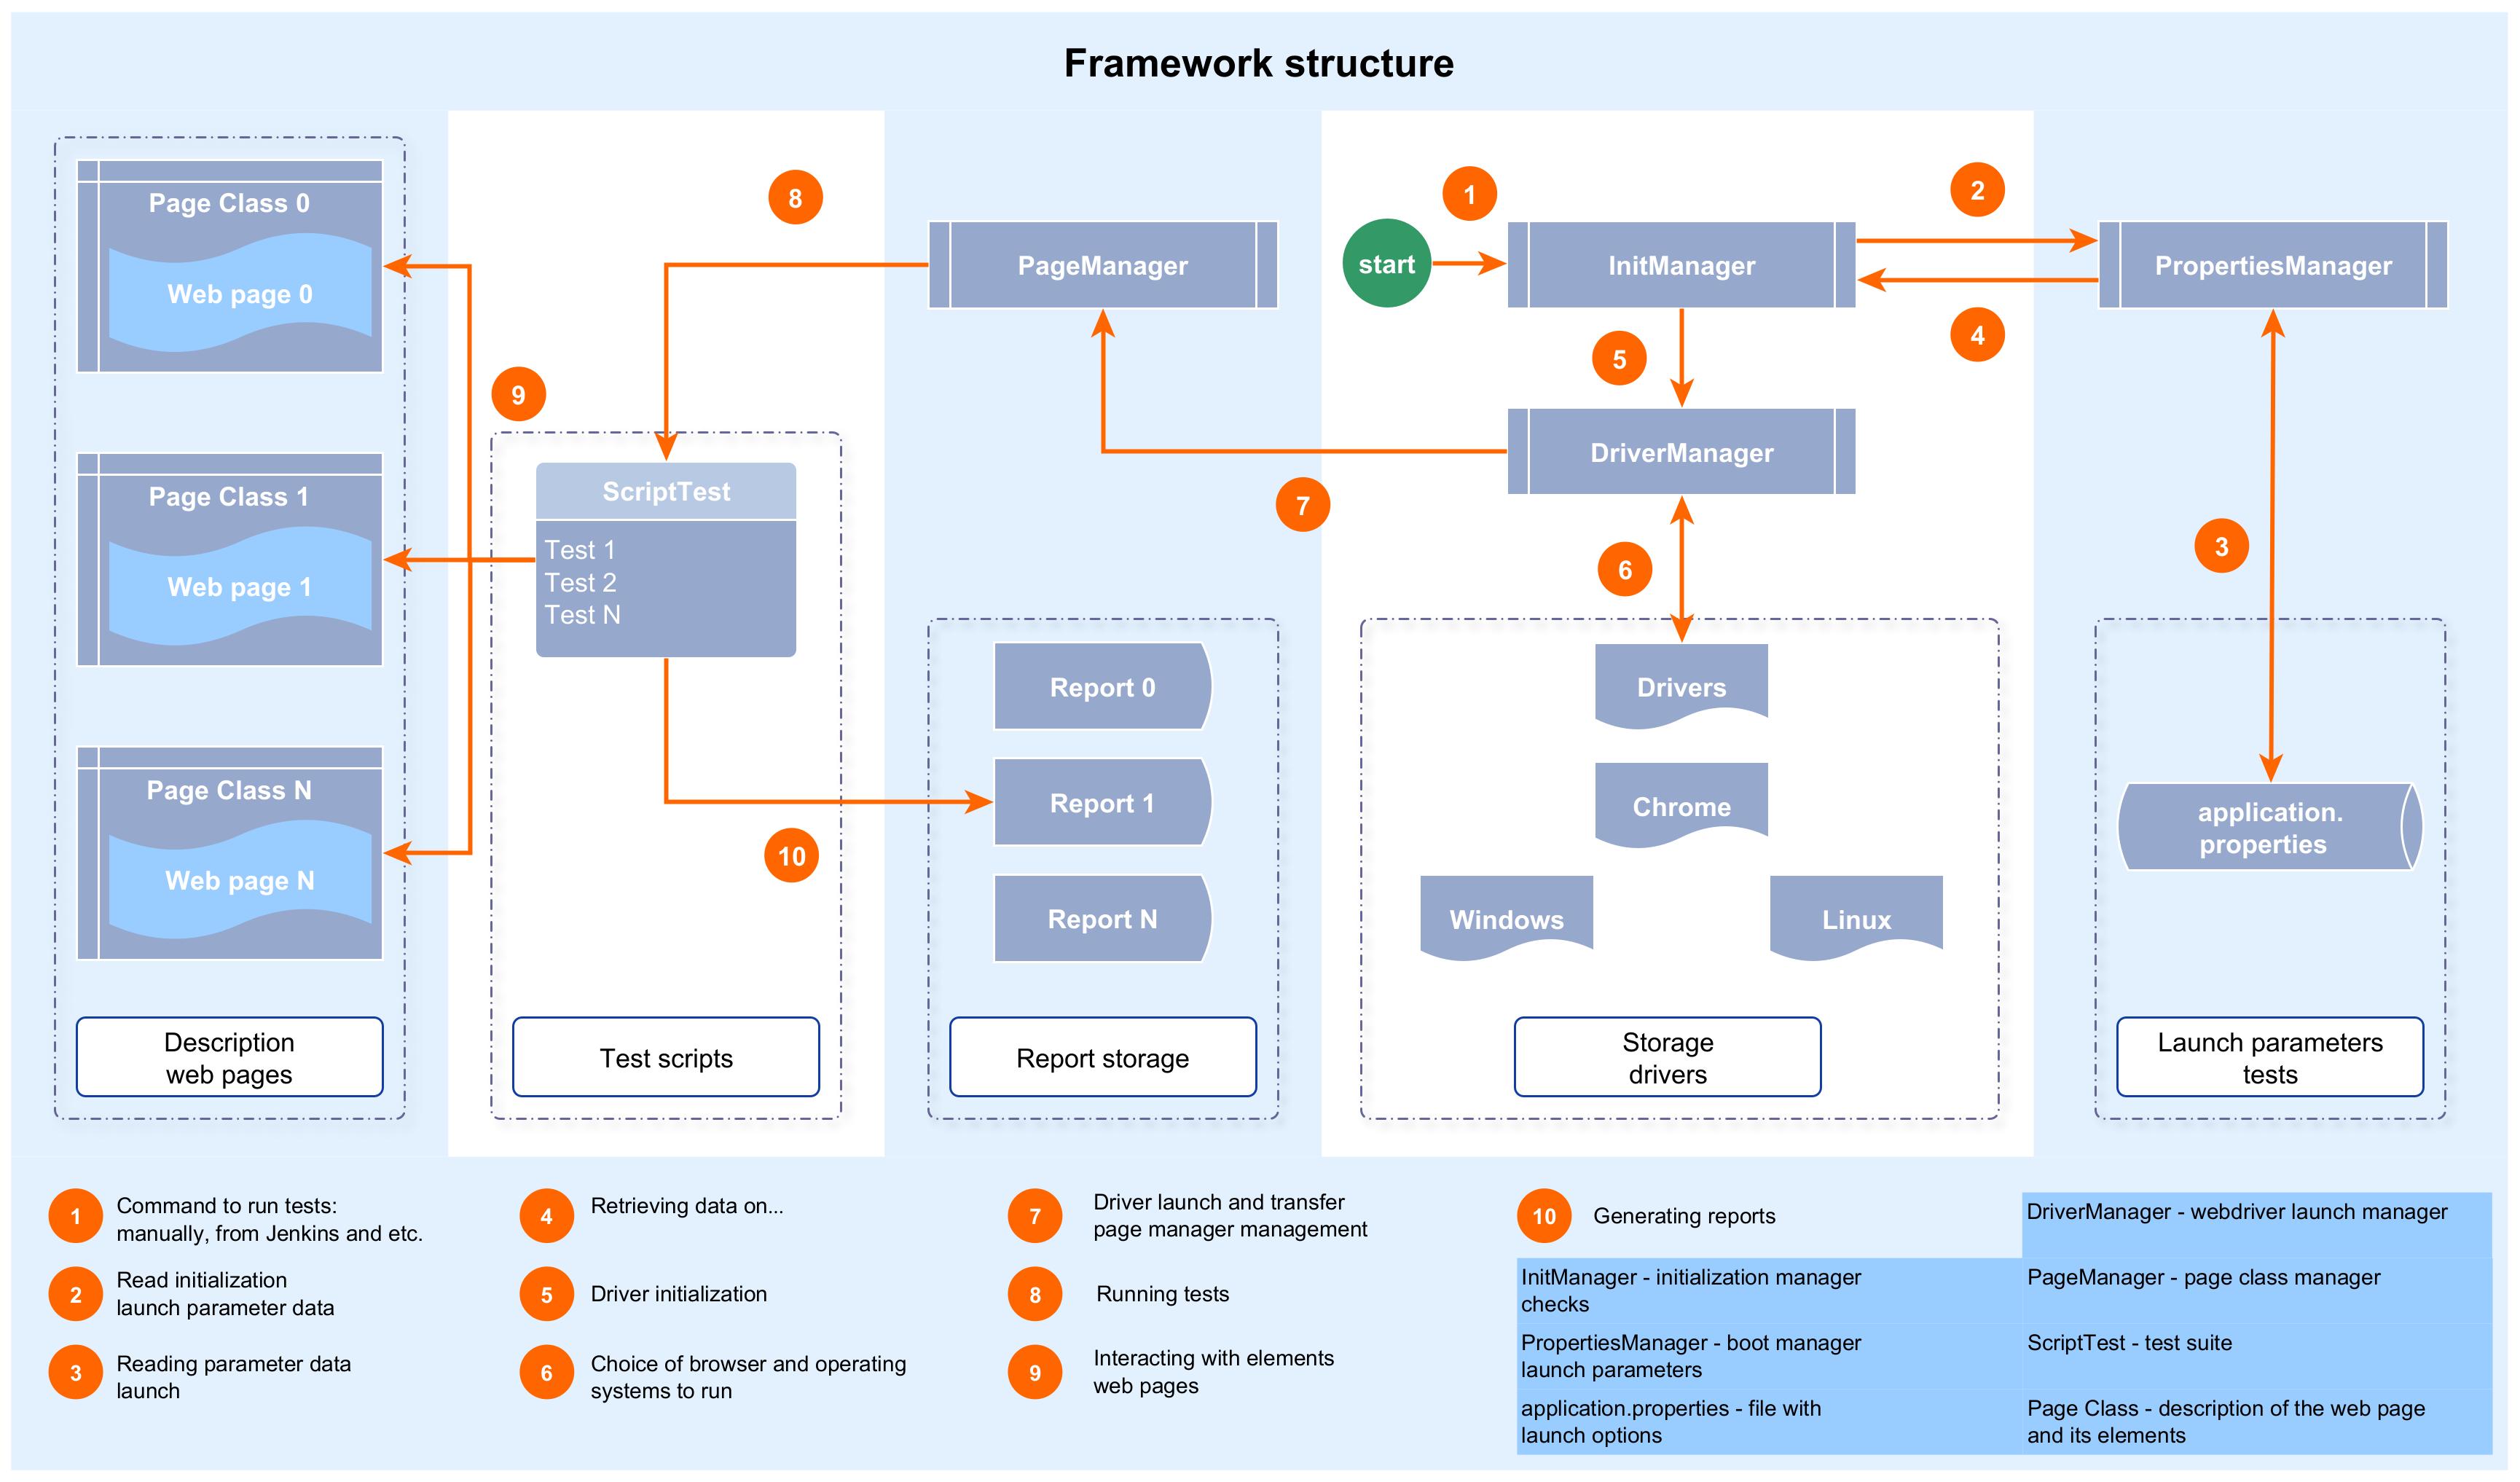 Framework structure
Page Class 0
Web page 0
Page Class 1
Web page 1
Page Class N
Web page N
Description
web pages
9
8
ScriptTest
Test 1
Test 2
Test N
10
Test scripts
PageManager
7
Report 0
Report 1
Report N
Report storage
start
1
InitManager
5
DriverManager
6
Drivers
Chrome
Windows
Linux
Storage
drivers
2
4
PropertiesManager
3
application.
properties
Launch parameters
tests
1
Command to run tests:
manually, from Jenkins and etc.
2
Read initialization
launch parameter data
3
Reading parameter data
launch
4
Retrieving data on...
5
Driver initialization
6
Choice of browser and operating
systems to run
7
Driver launch and transfer
page manager management
8
Running tests
9
Interacting with elements
web pages
10
Generating reports
InitManager - initialization manager
checks
PropertiesManager - boot manager
launch parameters
application.properties - file with
launch options
DriverManager - webdriver launch manager
PageManager - page class manager
ScriptTest - test suite
Page Class - description of the web page
and its elements